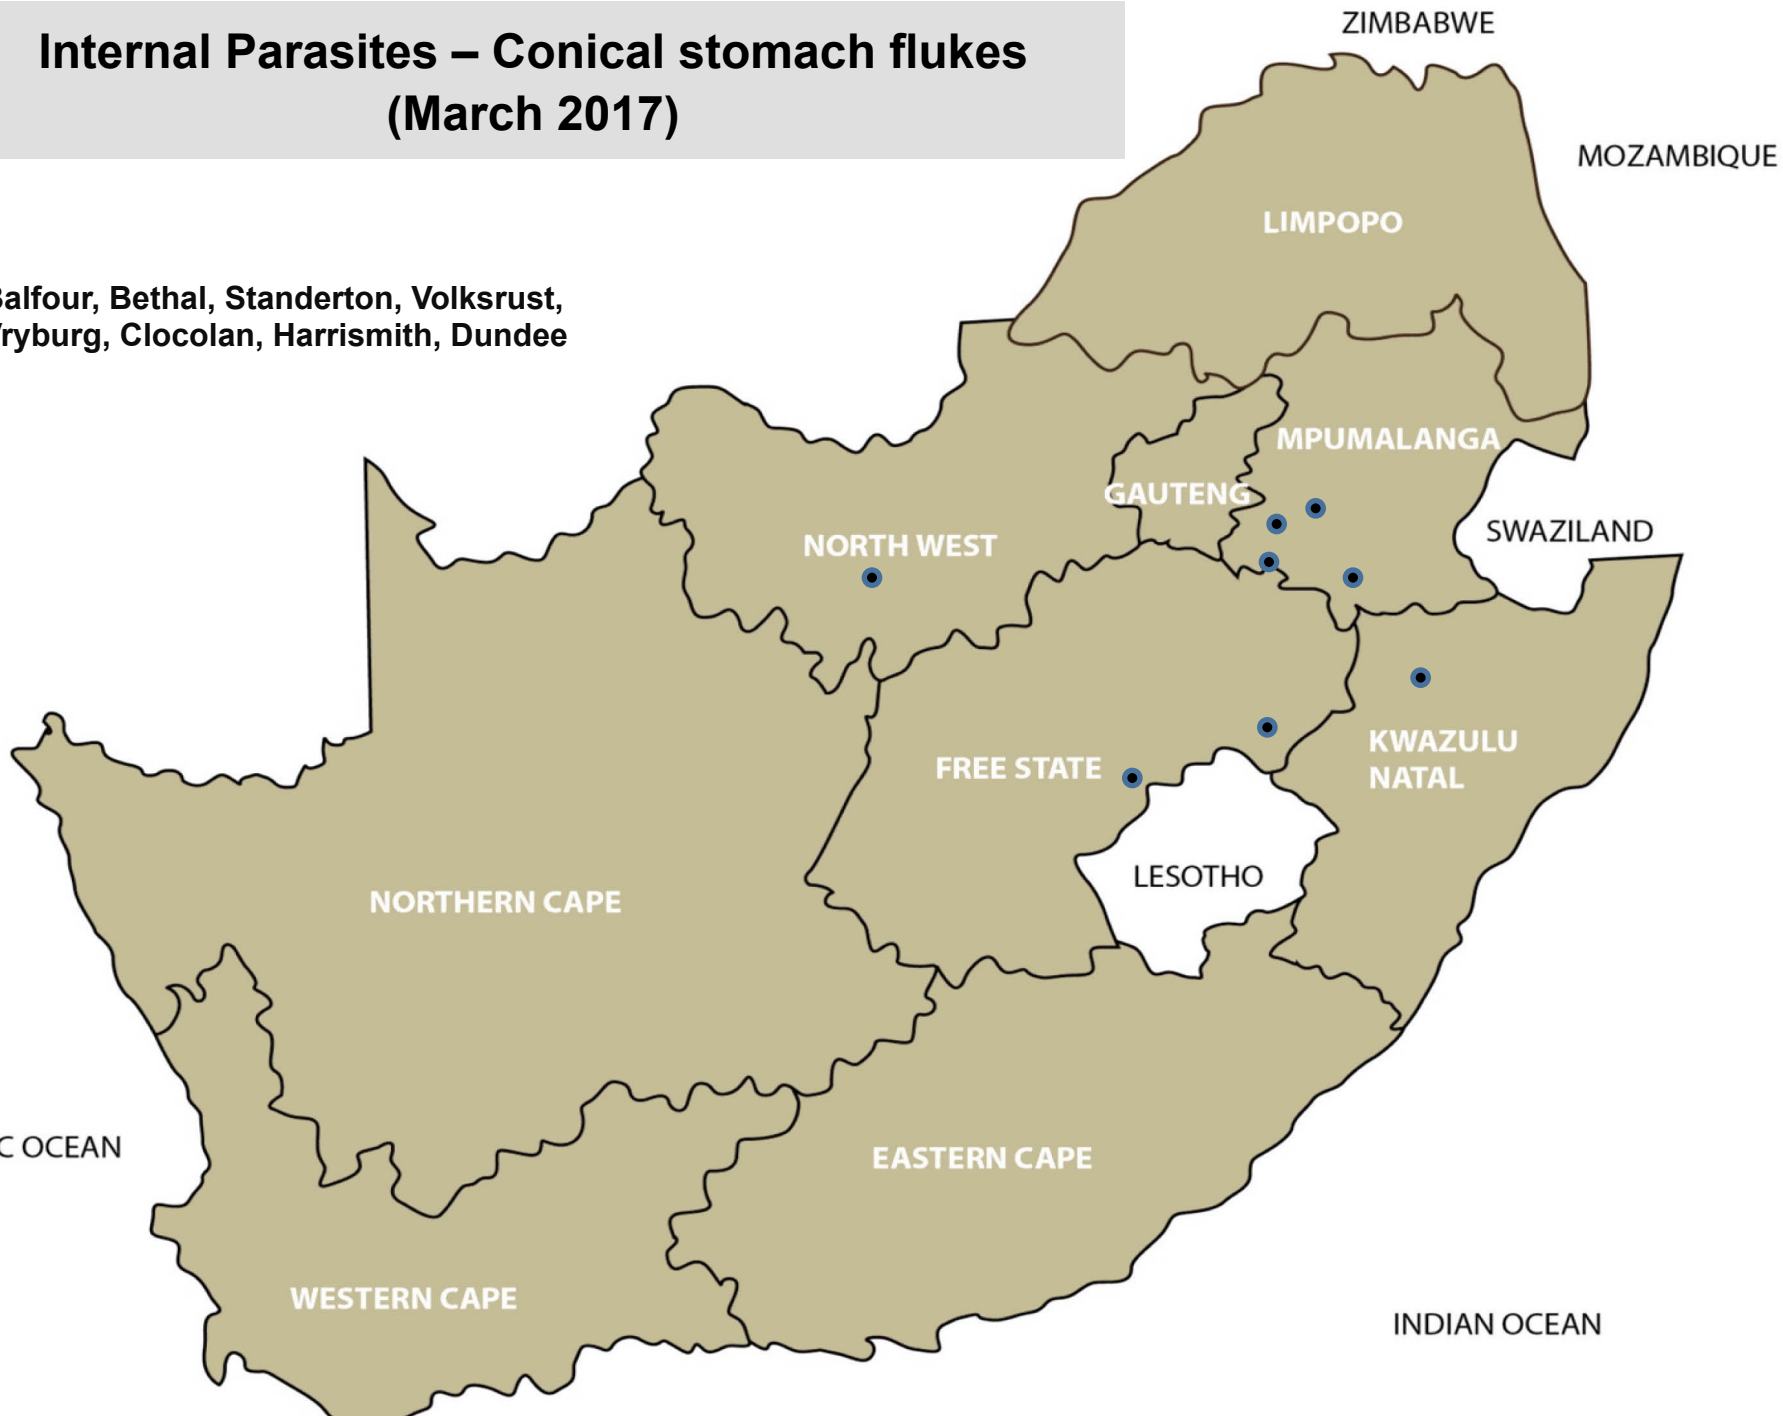 Internal Parasites – Conical stomach flukes
(March 2017)
ZIMBABWE
MOZAMBIQUE
LIMPOPO
Balfour, Bethal, Standerton, Volksrust,
Vryburg, Clocolan, Harrismith, Dundee
MPUMALANGA
GAUTENG
SWAZILAND
NORTH WEST
KWAZULU
NATAL
FREE STATE
LESOTHO
NORTHERN CAPE
C OCEAN
EASTERN CAPE
WESTERN CAPE
INDIAN OCEAN